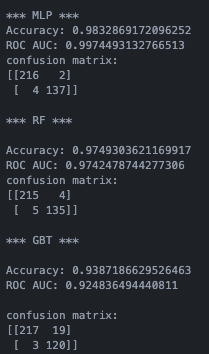 *** MLP ***
Accuracy: 0.9832869172096252
ROC AUC: 0.9974493132766513
confusion matrix:
[[216   2]
 [  4 137]]
*** RF ***
Accuracy: 0.9749303621169917
ROC AUC: 0.9742478744277306
confusion matrix:
[[215   4]
 [  5 135]]
*** GBT ***
Accuracy: 0.9387186629526463
ROC AUC: 0.924836494440811
confusion matrix:
[[217  19]
 [  3 120]]